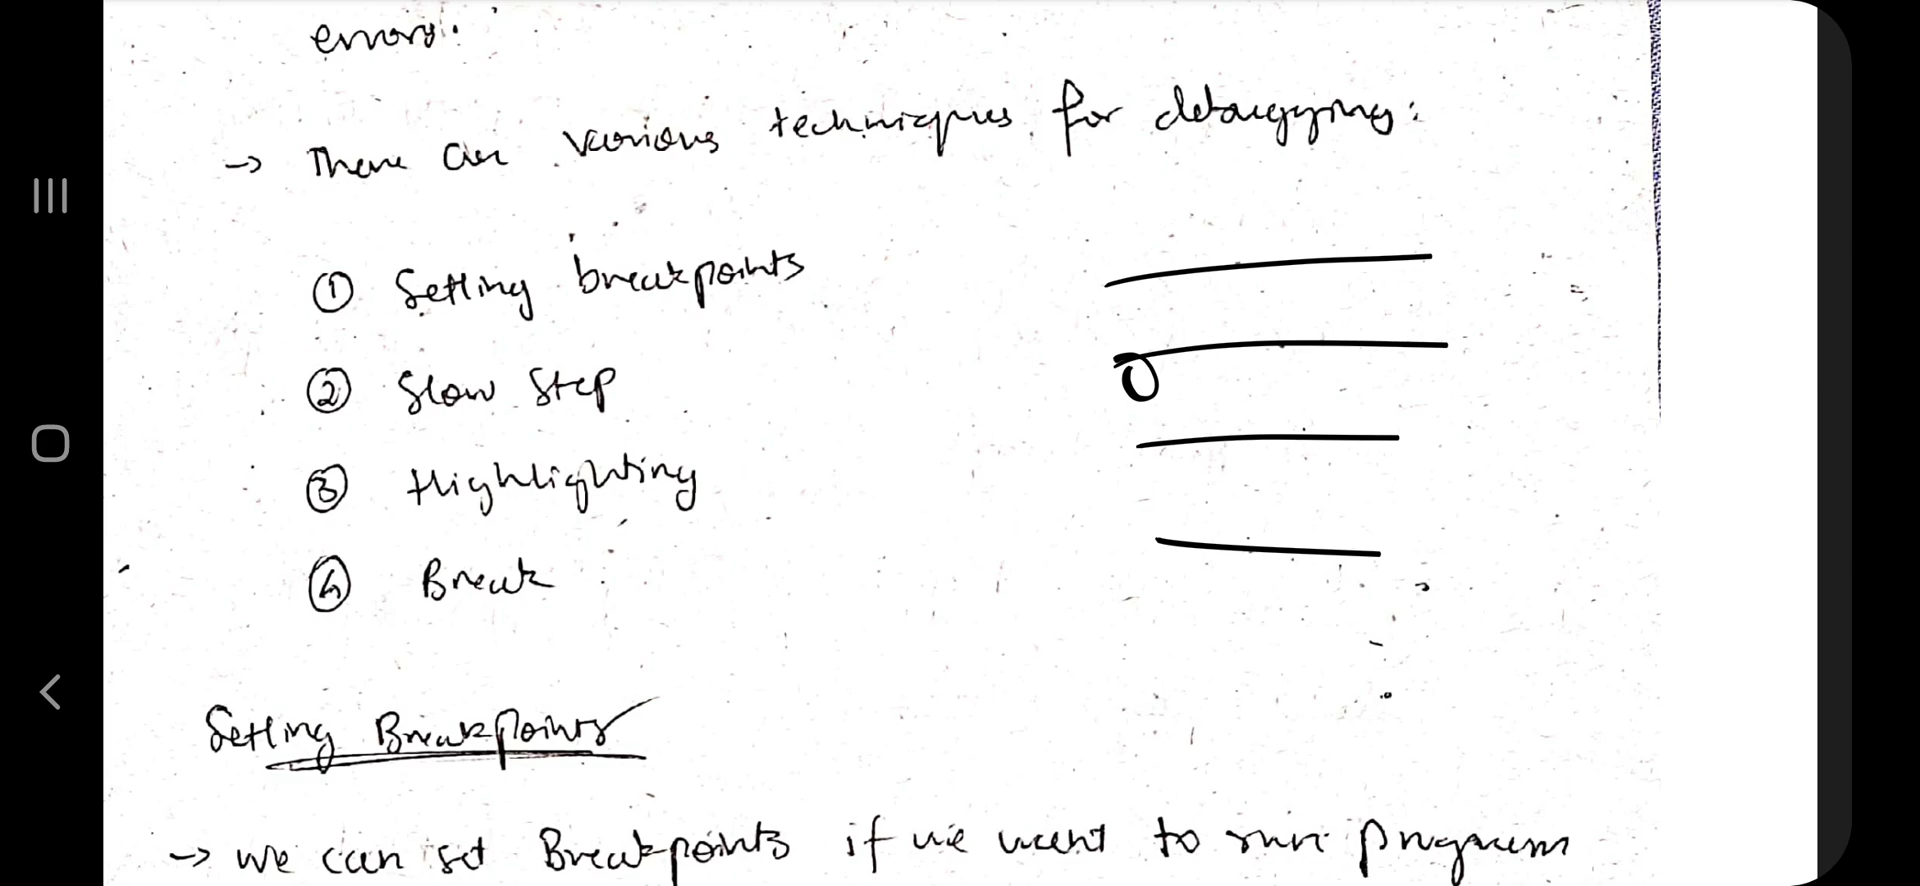 errors.
→ There are various techniques for debugging:
① Setting breakpoints
② Slow Step
③ Highlighting
④ Break
Setting Breakpoints
→ we can set Breakpoints if we want to run program